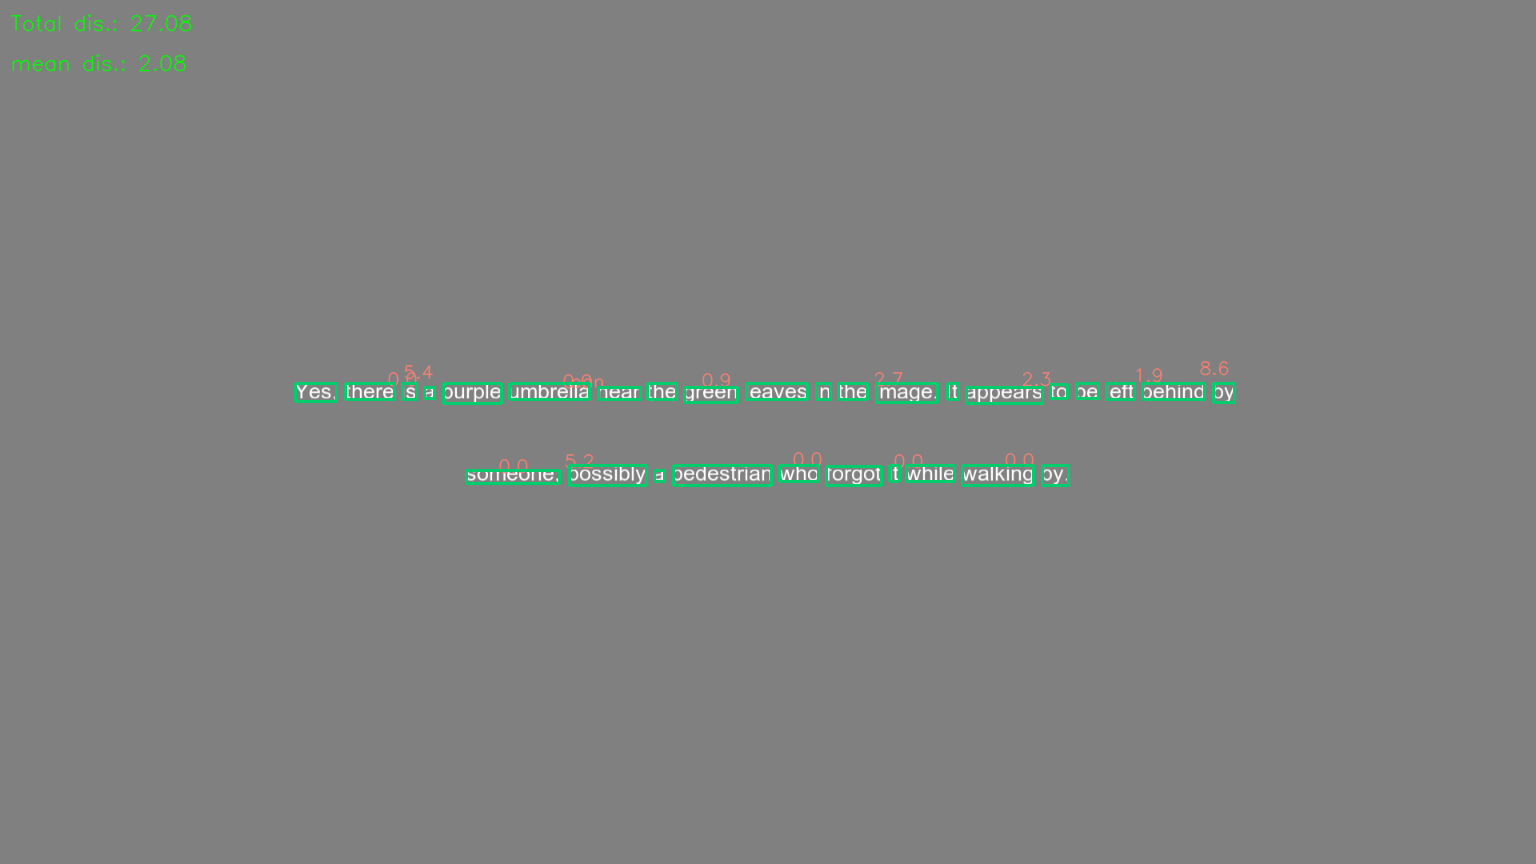 Total dis.: 27.08
mean dis.: 2.08
5.4 0.9 0.9 2.7 2.3 1.9 8.6
Yes, there is a purple umbrella near the green leaves in the image. It appears to be left behind by
0.0 5.2 0.0 0.0 0.0
someone, possibly a pedestrian who forgot it while walking by.